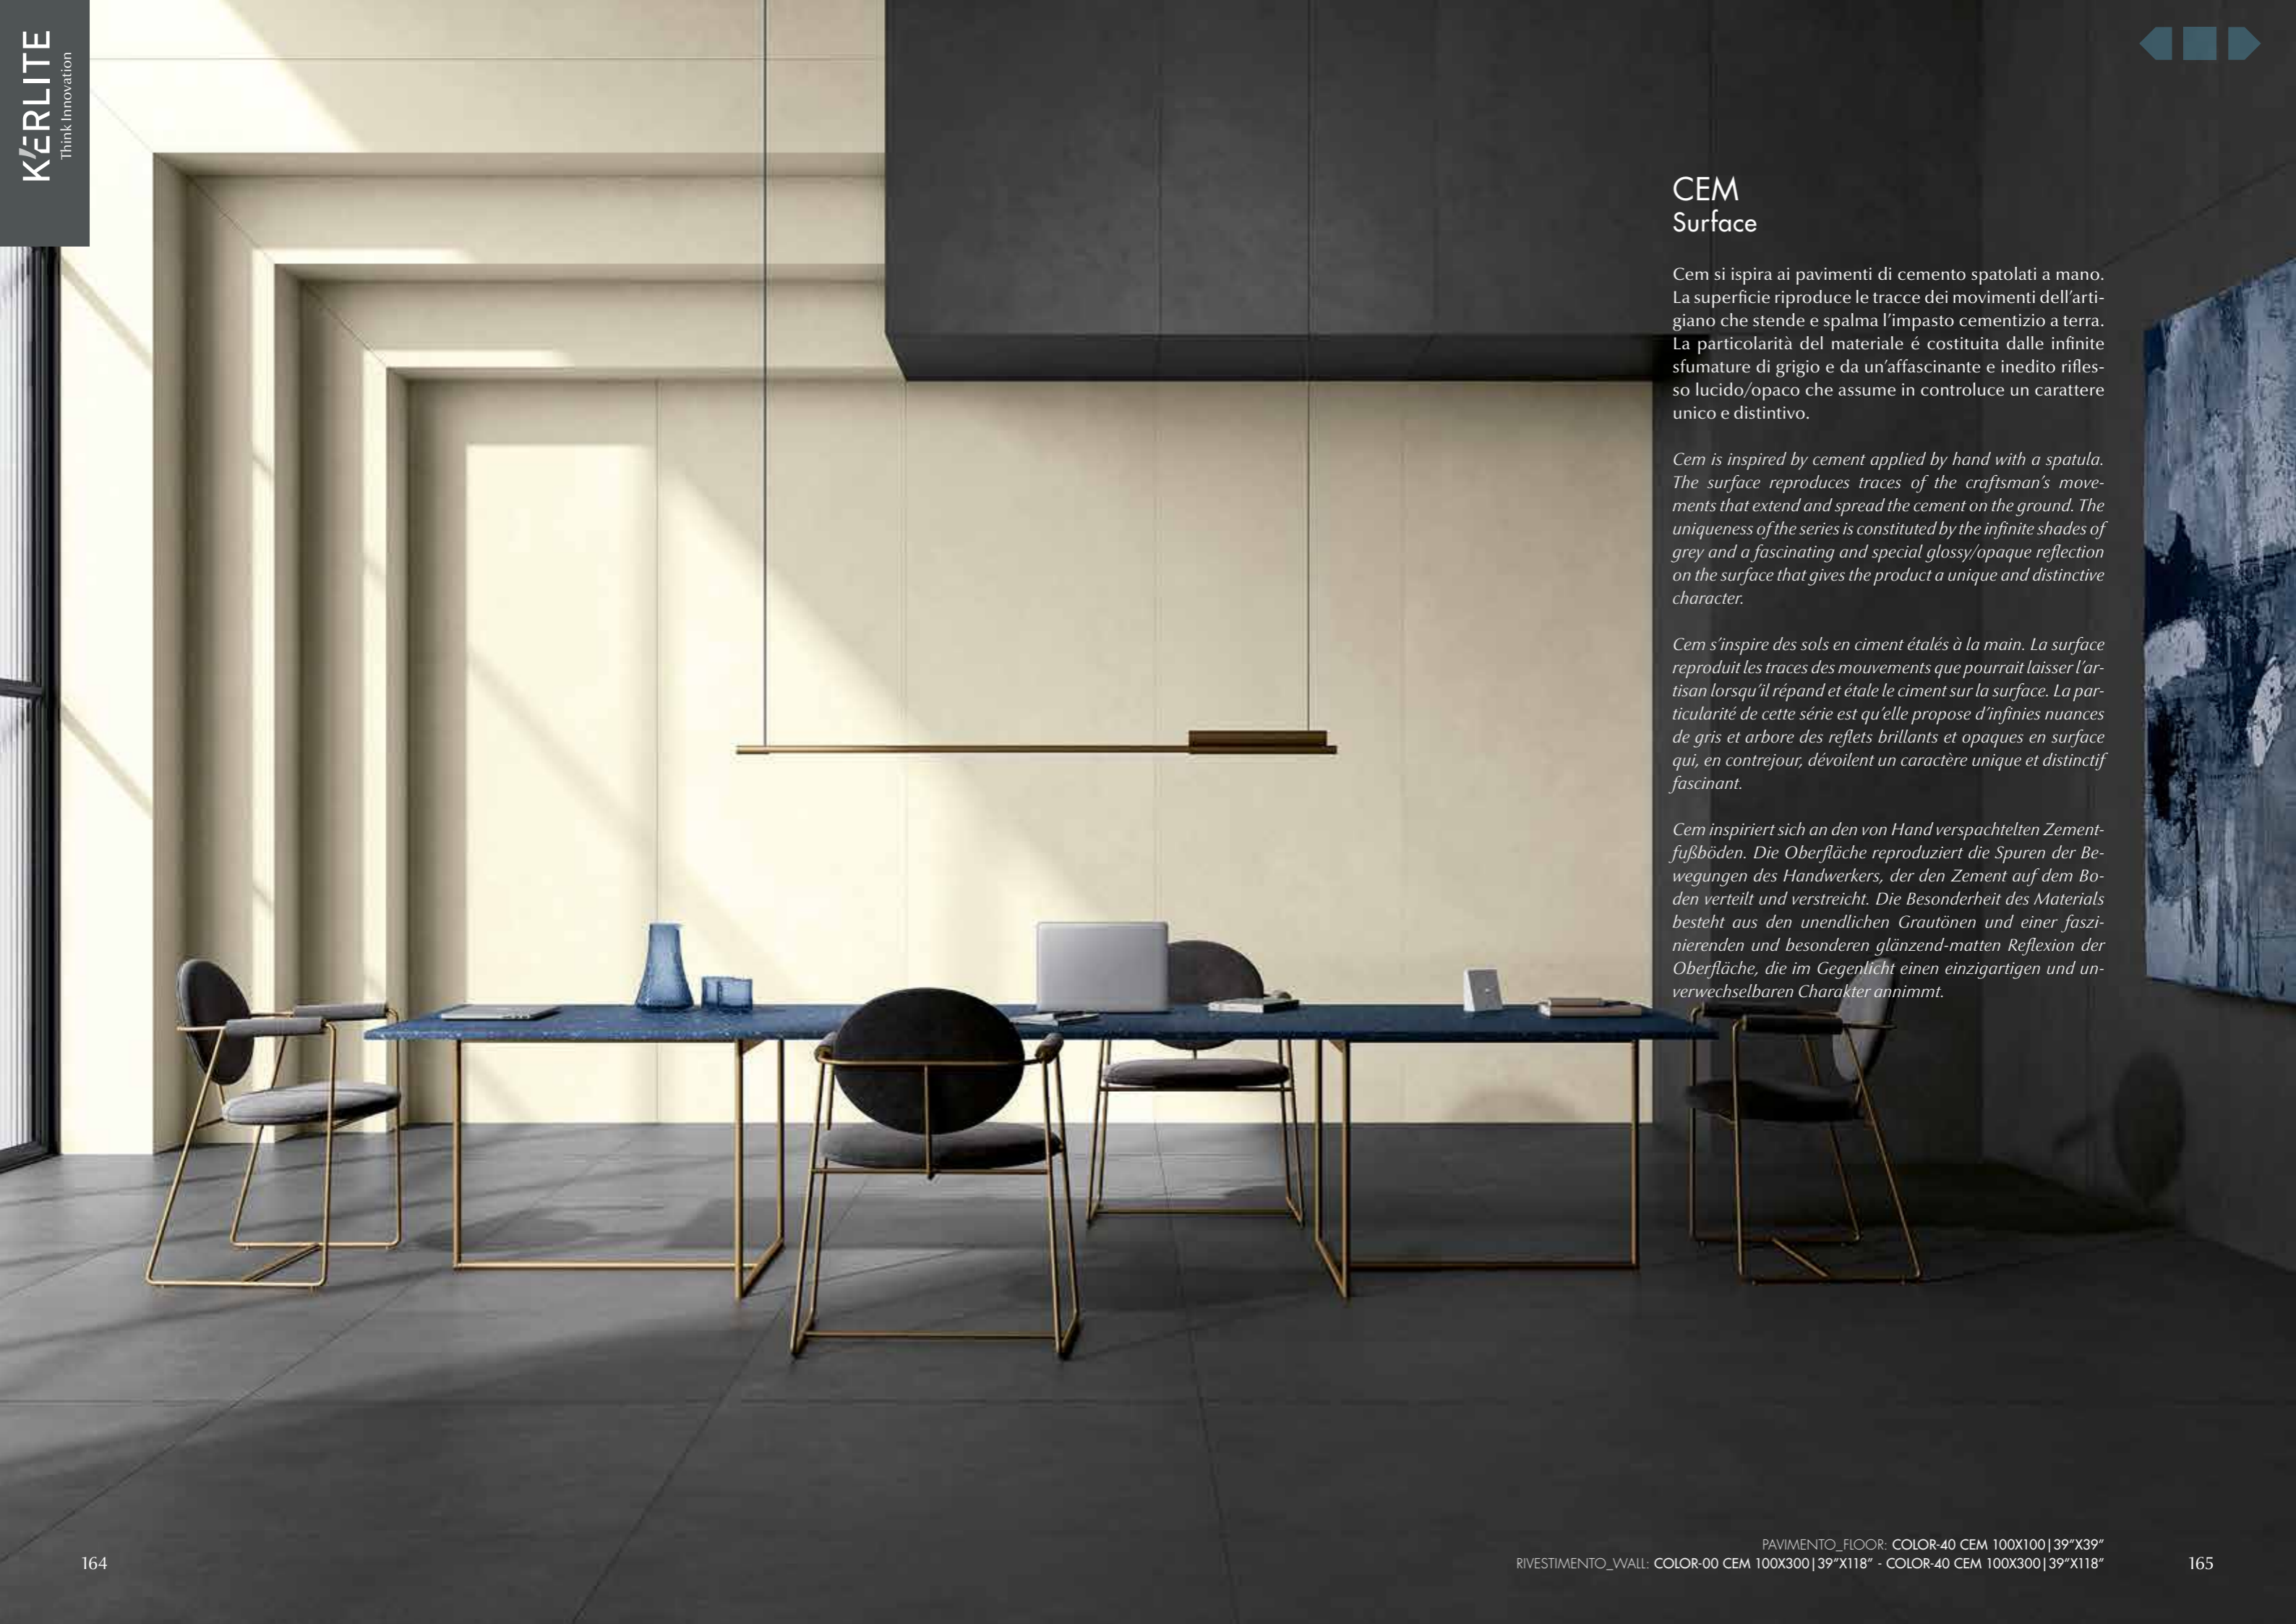 KERLITE
Think Innovation
CEM
Surface
Cem si ispira ai pavimenti di cemento spatolati a mano.
La superficie riproduce le tracce dei movimenti dell’arti-
giano che stende e spalma l’impasto cementizio a terra.
La particolarità del materiale é costituita dalle infinite
sfumature di grigio e da un’affascinante e inedito rifles-
so lucido/opaco che assume in controluce un carattere
unico e distintivo.
Cem is inspired by cement applied by hand with a spatula.
The surface reproduces traces of the craftsman’s move-
ments that extend and spread the cement on the ground. The
uniqueness of the series is constituted by the infinite shades of
grey and a fascinating and special glossy/opaque reflection
on the surface that gives the product a unique and distinctive
character.
Cem s’inspire des sols en ciment étalés à la main. La surface
reproduit les traces des mouvements que pourrait laisser l’ar-
tisan lorsqu’il répand et étale le ciment sur la surface. La par-
ticularité de cette série est qu’elle propose d’infinies nuances
de gris et arbore des reflets brillants et opaques en surface
qui, en contrejour, dévoilent un caractère unique et distinctif
fascinant.
Cem inspiriert sich an den von Hand verspachtelten Zement-
fußböden. Die Oberfläche reproduziert die Spuren der Be-
wegungen des Handwerkers, der den Zement auf dem Bo-
den verteilt und verstreicht. Die Besonderheit des Materials
besteht aus den unendlichen Grautönen und einer faszi-
nierenden und besonderen glänzend-matten Reflexion der
Oberfläche, die im Gegenlicht einen einzigartigen und un-
verwechselbaren Charakter annimmt.
PAVIMENTO_FLOOR: COLOR-40 CEM 100X100|39”X39”
RIVESTIMENTO_WALL: COLOR-00 CEM 100X300|39”X118” - COLOR-40 CEM 100X300|39”X118”
164
165